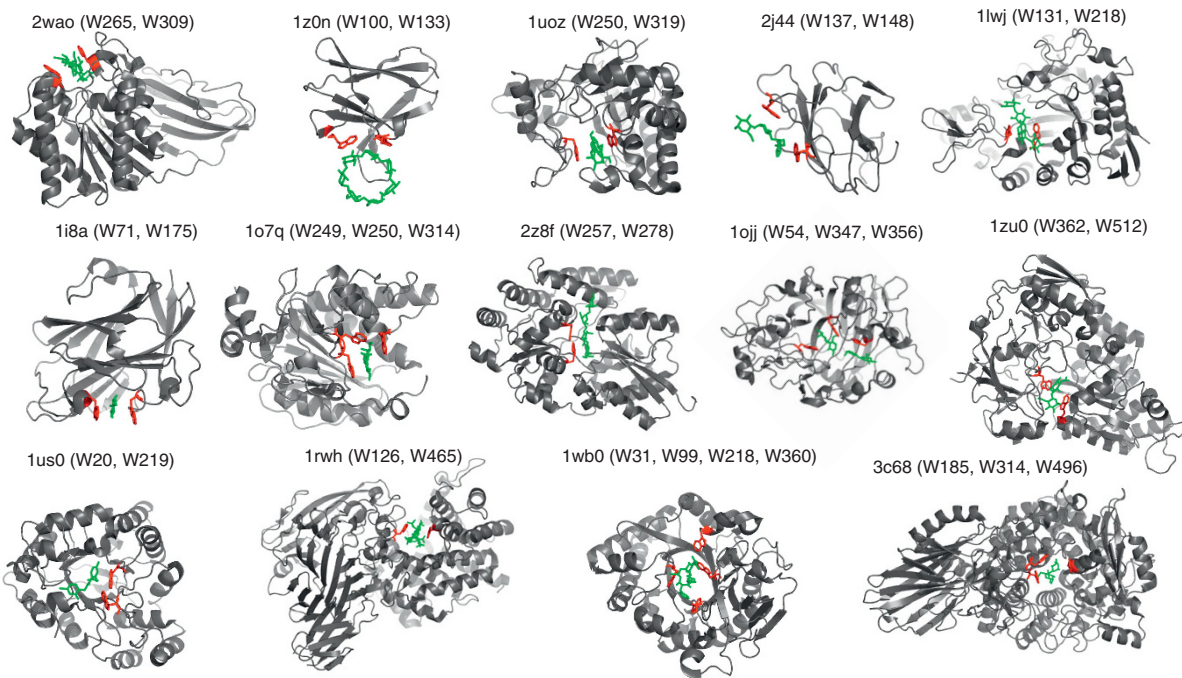 2wao (W265, W309)
1z0n (W100, W133)
1uoz (W250, W319)
2j44 (W137, W148)
1lwj (W131, W218)
1i8a (W71, W175)
1o7q (W249, W250, W314)
2z8f (W257, W278)
1ojj (W54, W347, W356)
1zu0 (W362, W512)
1us0 (W20, W219)
1rwh (W126, W465)
1wb0 (W31, W99, W218, W360)
3c68 (W185, W314, W496)